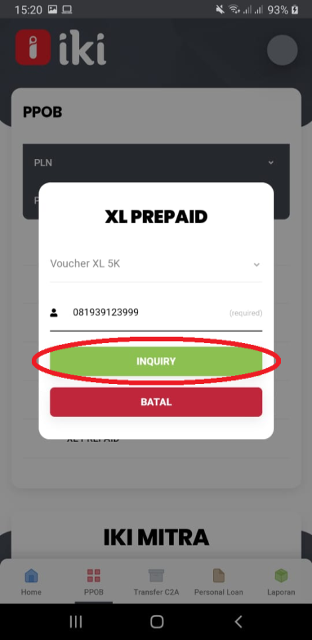 15:20
93%
iki
PPOB
PLN
P
XL PREPAID
Voucher XL 5K
081939123999
(required)
INQUIRY
BATAL
XL PREPAID
IKI MITRA
Home
PPOB
Transfer C2A
Personal Loan
Laporan